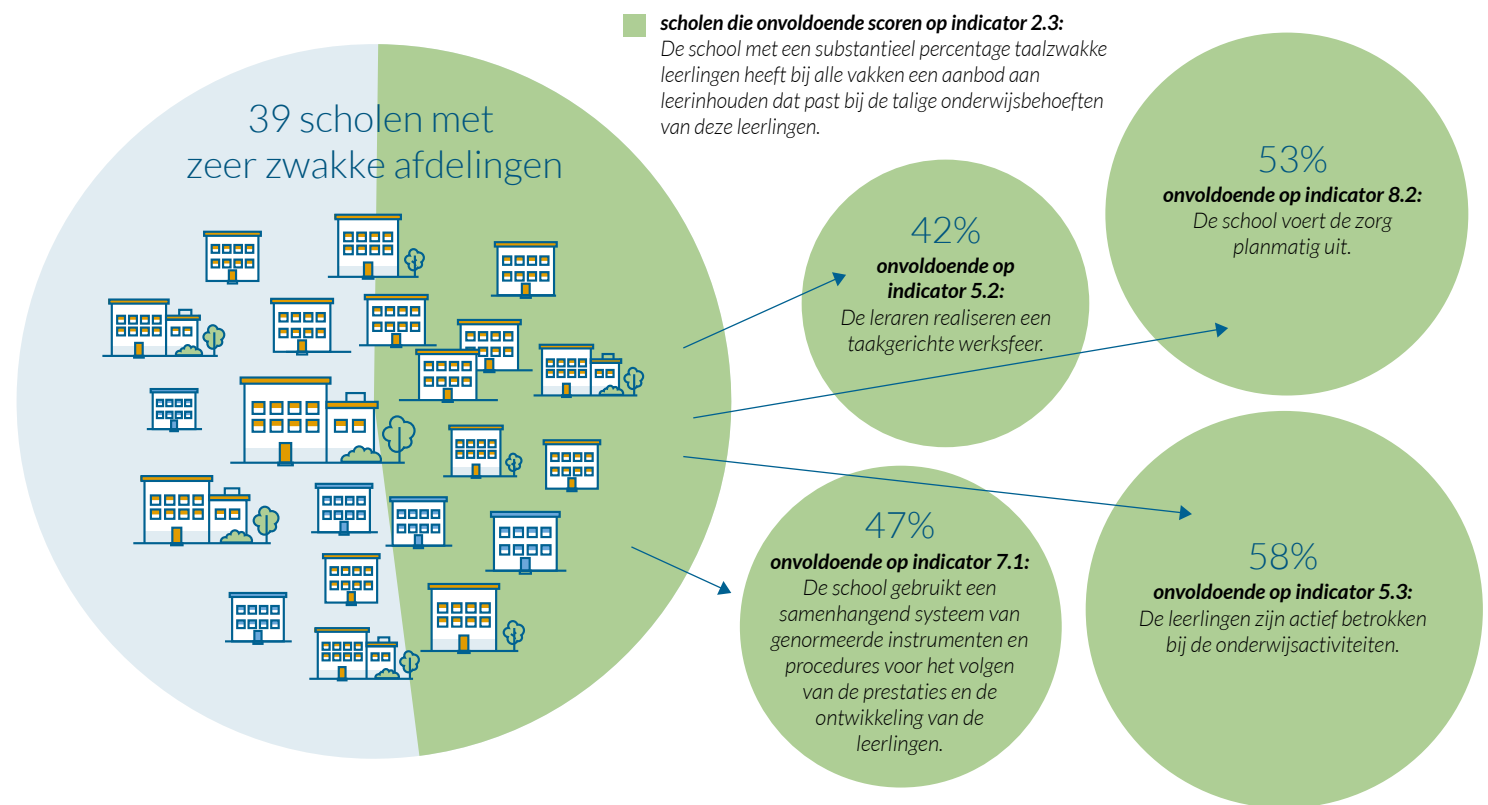 scholen die onvoldoende scoren op indicator 2.3:
De school met een substantieel percentage taalzwakke
leerlingen heeft bij alle vakken een aanbod aan
leerinhouden dat past bij de talige onderwijsbehoeften
van deze leerlingen.
39 scholen met
zeer zwakke afdelingen
42%
onvoldoende op
indicator 5.2:
De leraren realiseren een
taakgerichte werksfeer.
53%
onvoldoende op indicator 8.2:
De school voert de zorg
planmatig uit.
47%
onvoldoende op indicator 7.1:
De school gebruikt een
samenhangend systeem van
genormeerde instrumenten en
procedures voor het volgen
van de prestaties en de
ontwikkeling van de
leerlingen.
58%
onvoldoende op indicator 5.3:
De leerlingen zijn actief betrokken
bij de onderwijsactiviteiten.